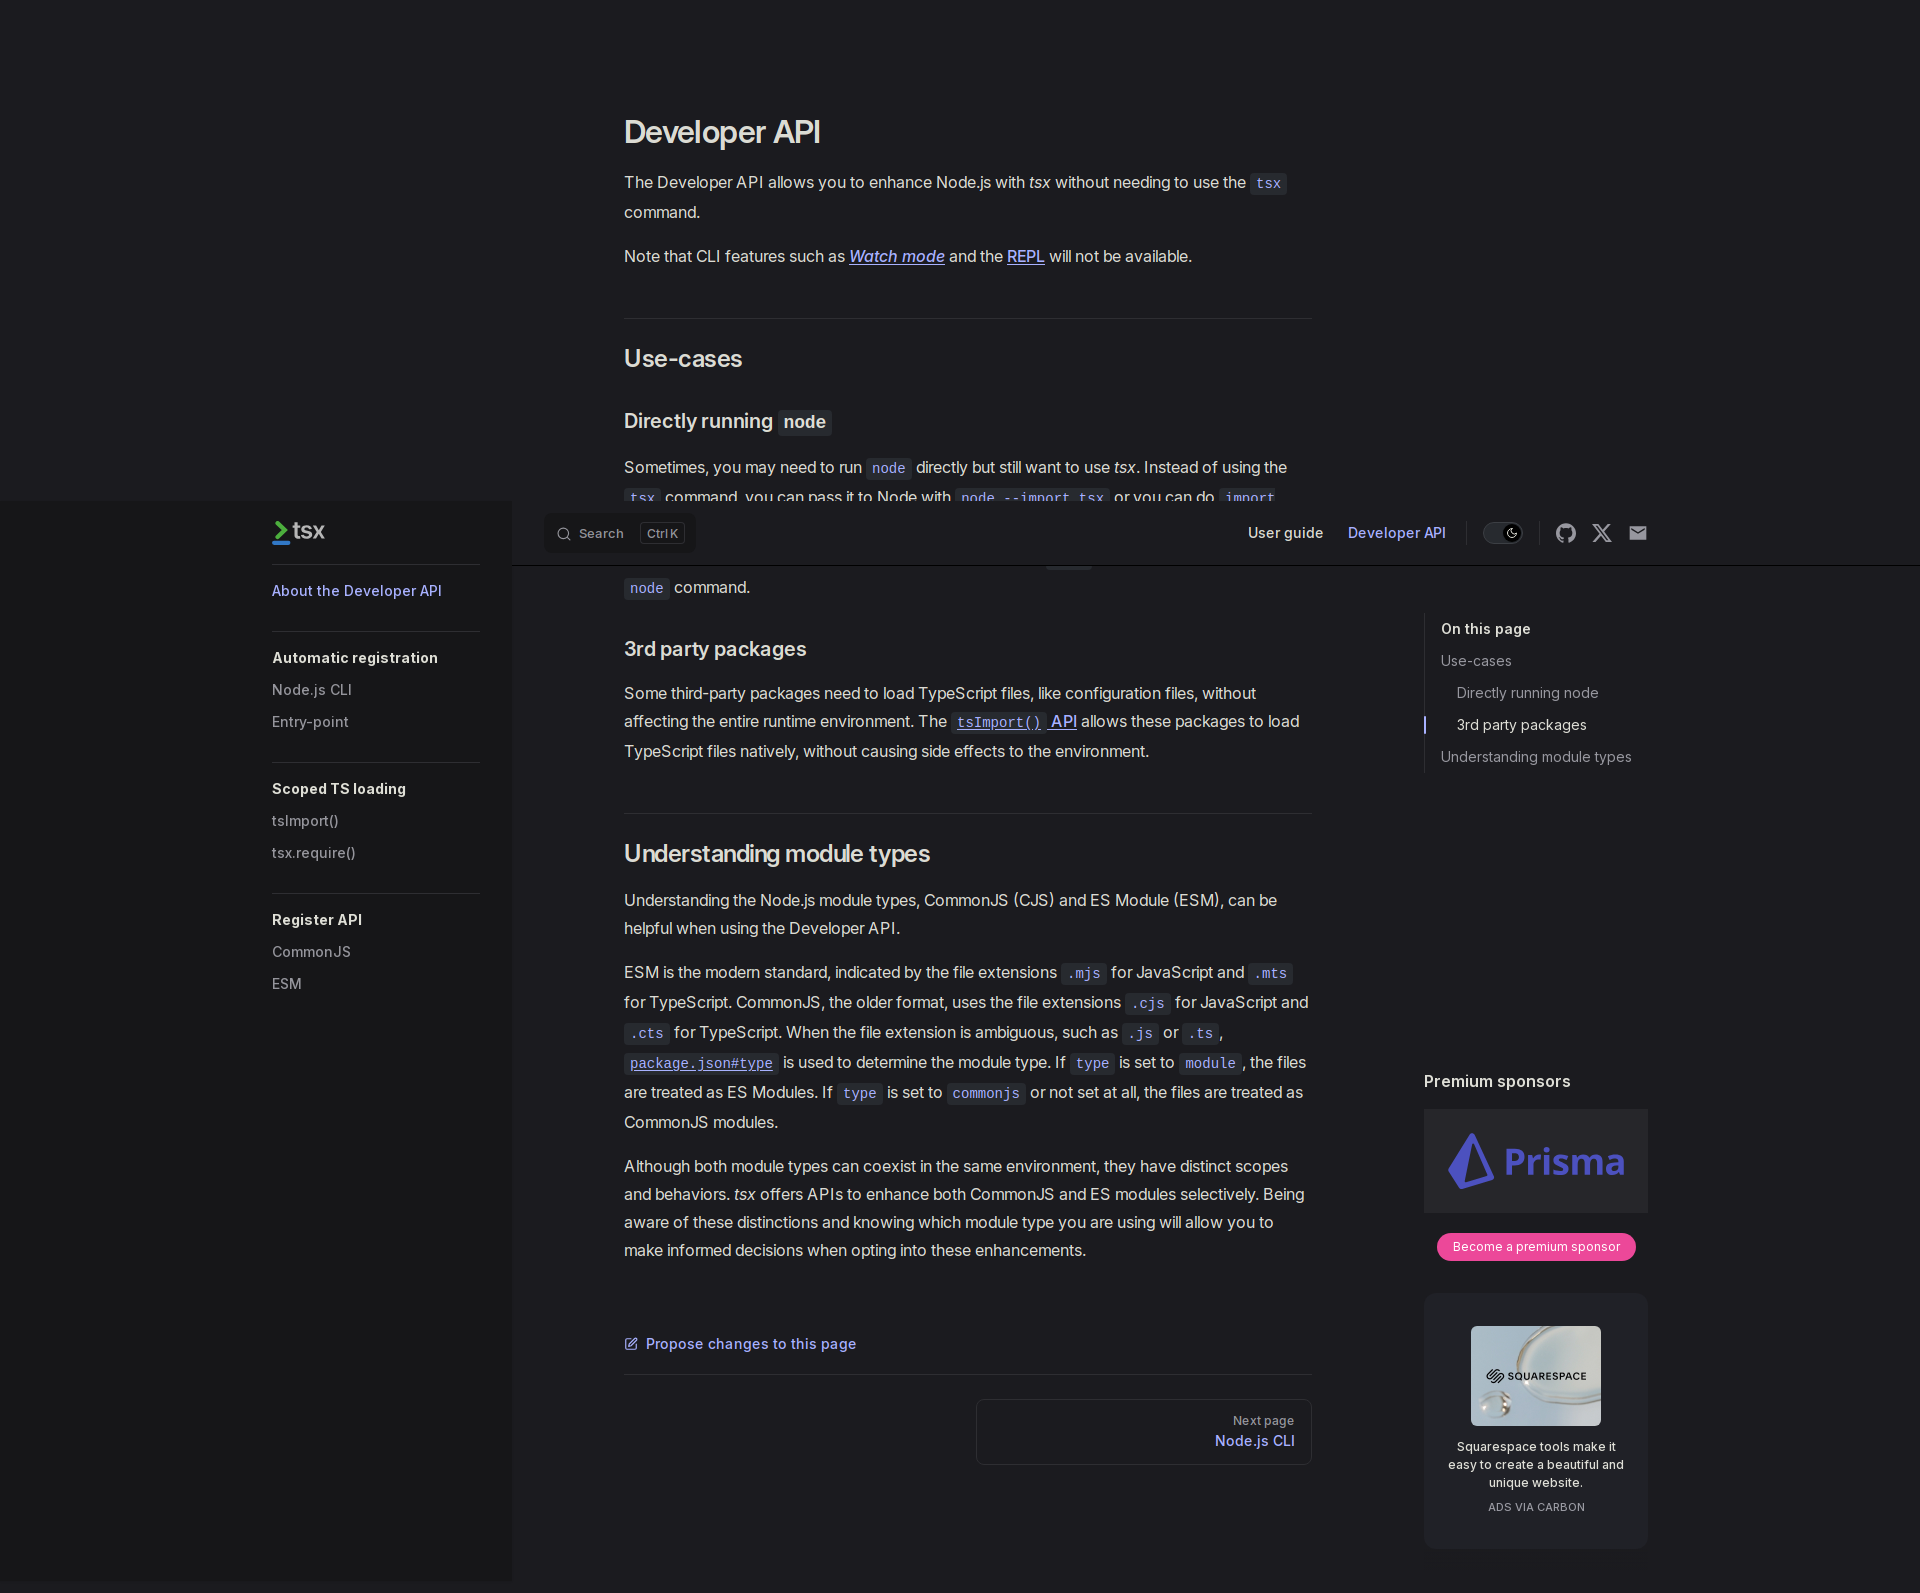 Developer API
The Developer API allows you to enhance Node.js with tsx without needing to use the tsx
command.
Note that CLI features such as Watch mode and the REPL will not be available.
Use-cases
Directly running node
Sometimes, you may need to run node directly but still want to use tsx. Instead of using the
tsx command, you can pass it to Node with node --import tsx or you can do import
tsx
Search Ctrl K
User guide
Developer API
node command.
About the Developer API
Automatic registration
Node.js CLI
Entry-point
Scoped TS loading
tsImport()
tsx.require()
Register API
CommonJS
ESM
3rd party packages
Some third-party packages need to load TypeScript files, like configuration files, without
affecting the entire runtime environment. The tsImport() API allows these packages to load
TypeScript files natively, without causing side effects to the environment.
Understanding module types
Understanding the Node.js module types, CommonJS (CJS) and ES Module (ESM), can be
helpful when using the Developer API.
ESM is the modern standard, indicated by the file extensions .mjs for JavaScript and .mts
for TypeScript. CommonJS, the older format, uses the file extensions .cjs for JavaScript and
.cts for TypeScript. When the file extension is ambiguous, such as .js or .ts,
package.json#type is used to determine the module type. If type is set to module, the files
are treated as ES Modules. If type is set to commonjs or not set at all, the files are treated as
CommonJS modules.
Although both module types can coexist in the same environment, they have distinct scopes
and behaviors. tsx offers APIs to enhance both CommonJS and ES modules selectively. Being
aware of these distinctions and knowing which module type you are using will allow you to
make informed decisions when opting into these enhancements.
Propose changes to this page
Next page
Node.js CLI
On this page
Use-cases
Directly running node
3rd party packages
Understanding module types
Premium sponsors
Prisma
Become a premium sponsor
SQUARESPACE
Squarespace tools make it
easy to create a beautiful and
unique website.
ADS VIA CARBON